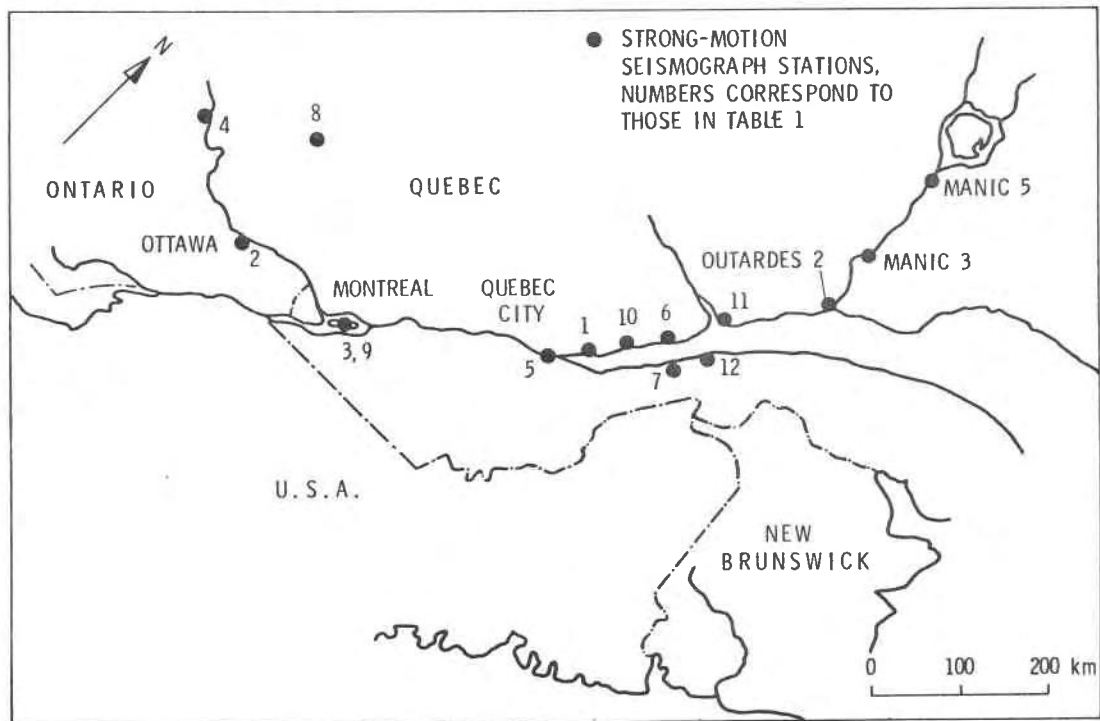 N
STRONG-MOTION
SEISMOGRAPH STATIONS,
NUMBERS CORRESPOND TO
THOSE IN TABLE 1
4
8
ONTARIO
QUEBEC
MANIC 5
OTTAWA
2
OUTARDES 2
MANIC 3
MONTREAL
QUEBEC
CITY
3,9
5
1
10
6
11
7
12
U.S.A.
NEW
BRUNSWICK
0 100 200 km